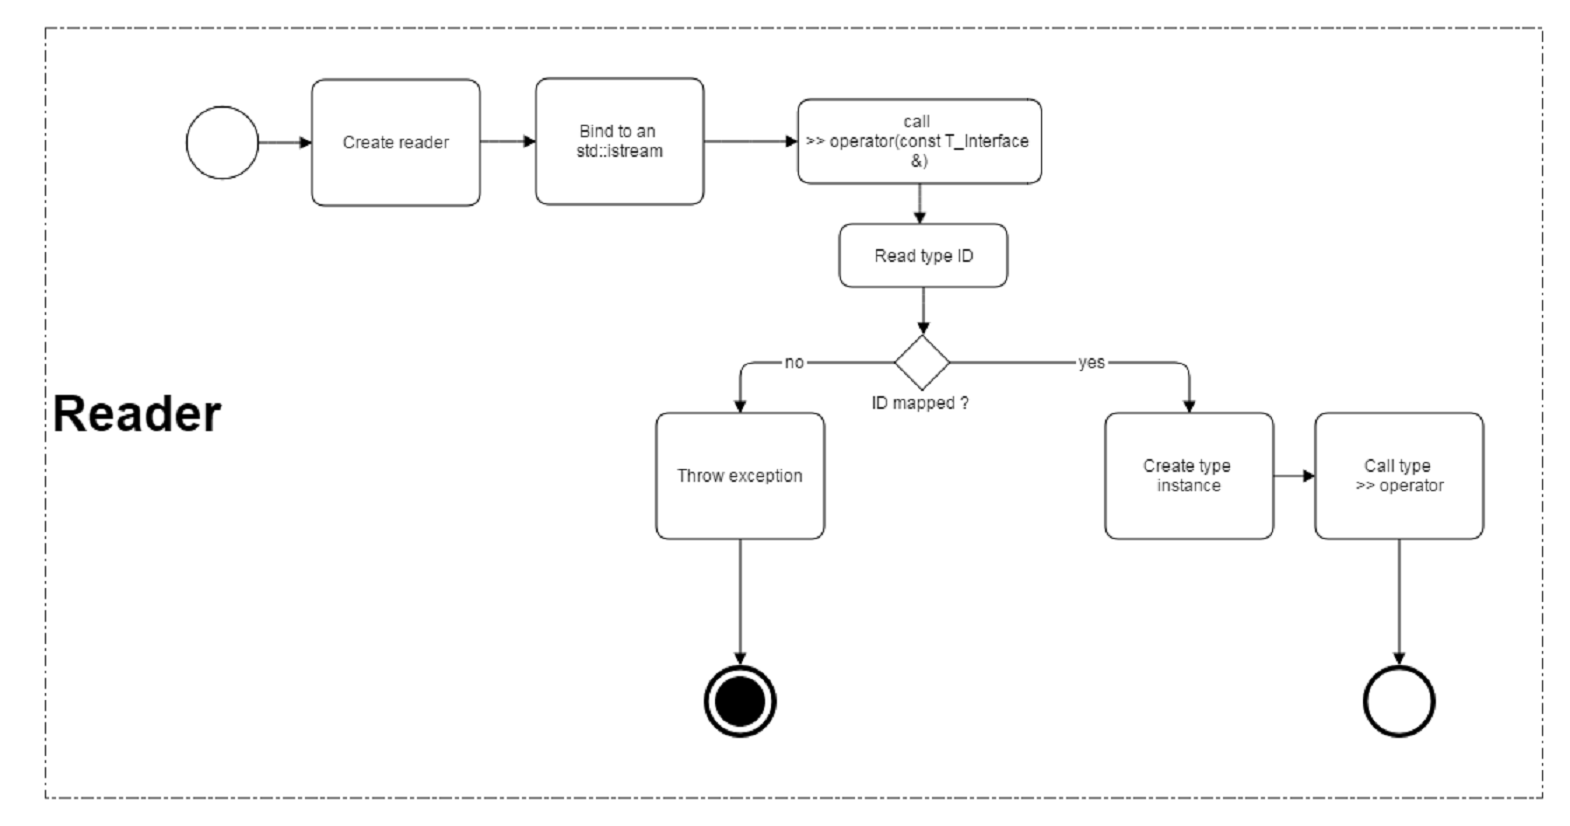 Create reader
Bind to an
std::istream
call
>> operator(const T_Interface
&)
Read type ID
no
yes
ID mapped ?
Reader
Throw exception
Create type
instance
Call type
>> operator